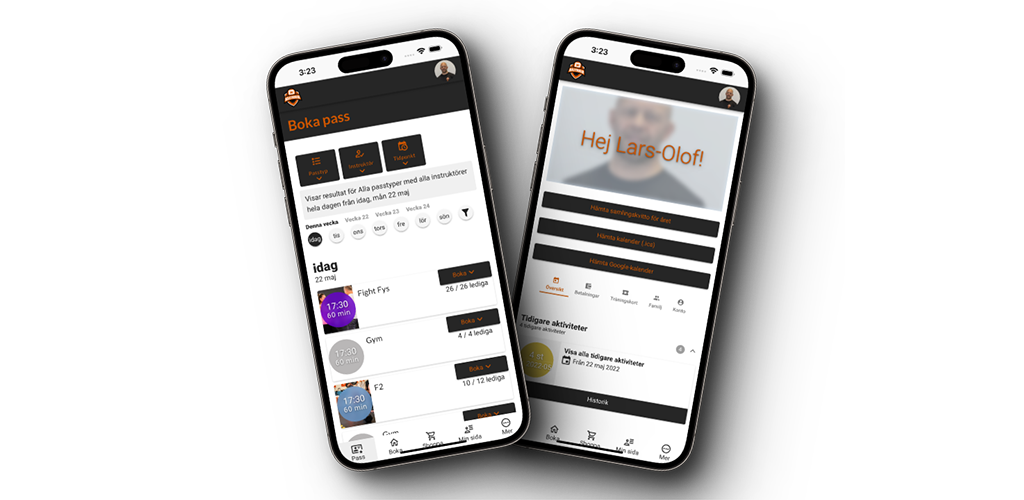 3:23
Boka pass
Passtyp
Instruktör
Tidpunkt
Visar resultat för Alla passtyper med alla instruktörer
hela dagen från idag, mån 22 maj
Denna vecka
Vecka 22
Vecka 23
Vecka 24
idag
tis
ons
tors
fre
lör
sön
idag
22 maj
17:30
60 min
Fight Fys
Boka
26 / 26 lediga
17:30
60 min
Gym
Boka
4 / 4 lediga
17:30
60 min
F2
Boka
10 / 12 lediga
Gym
Boka
Pass
Boka
Shoppa
Min sida
Mer
3:23
Hej Lars-Olof!
Hämta samlingskvitto för året
Hämta kalender (.ics)
Hämta Google-kalender
Översikt
Betalningar
Träningskort
Familj
Konto
Tidigare aktiviteter
4 tidigare aktiviteter
4
4 st
Visa alla tidigare aktiviteter
Från 22 maj 2022
Historik
Boka
Shoppa
Min sida
Mer